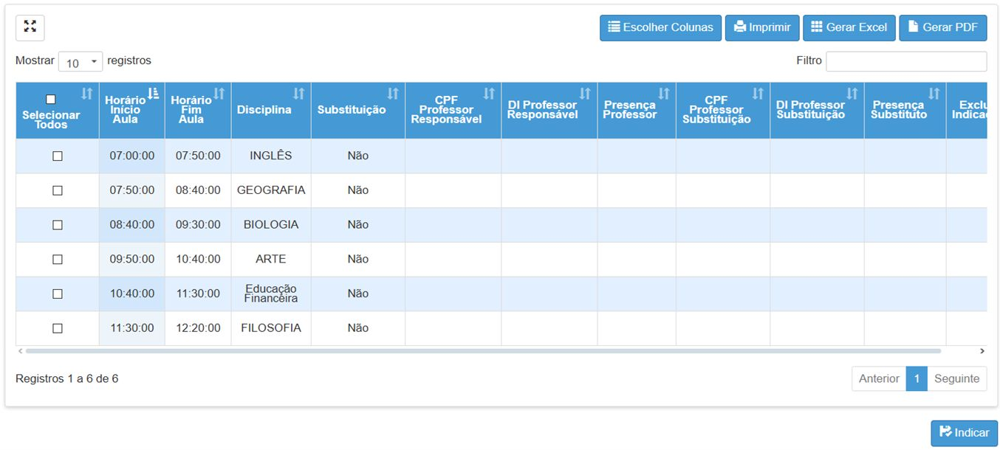 Escolher Colunas Imprimir Gerar Excel Gerar PDF
Mostrar 10 registros Filtro
Selecionar Todos
Horário Início Aula
Horário Fim Aula
Disciplina
Substituição
CPF Professor Responsável
DI Professor Responsável
Presença Professor
CPF Professor Substituição
DI Professor Substituição
Presença Substituto
07:00:00 07:50:00 INGLÊS Não
07:50:00 08:40:00 GEOGRAFIA Não
08:40:00 09:30:00 BIOLOGIA Não
09:50:00 10:40:00 ARTE Não
10:40:00 11:30:00 Educação Financeira Não
11:30:00 12:20:00 FILOSOFIA Não
Registros 1 a 6 de 6 Anterior 1 Seguinte
Indicar